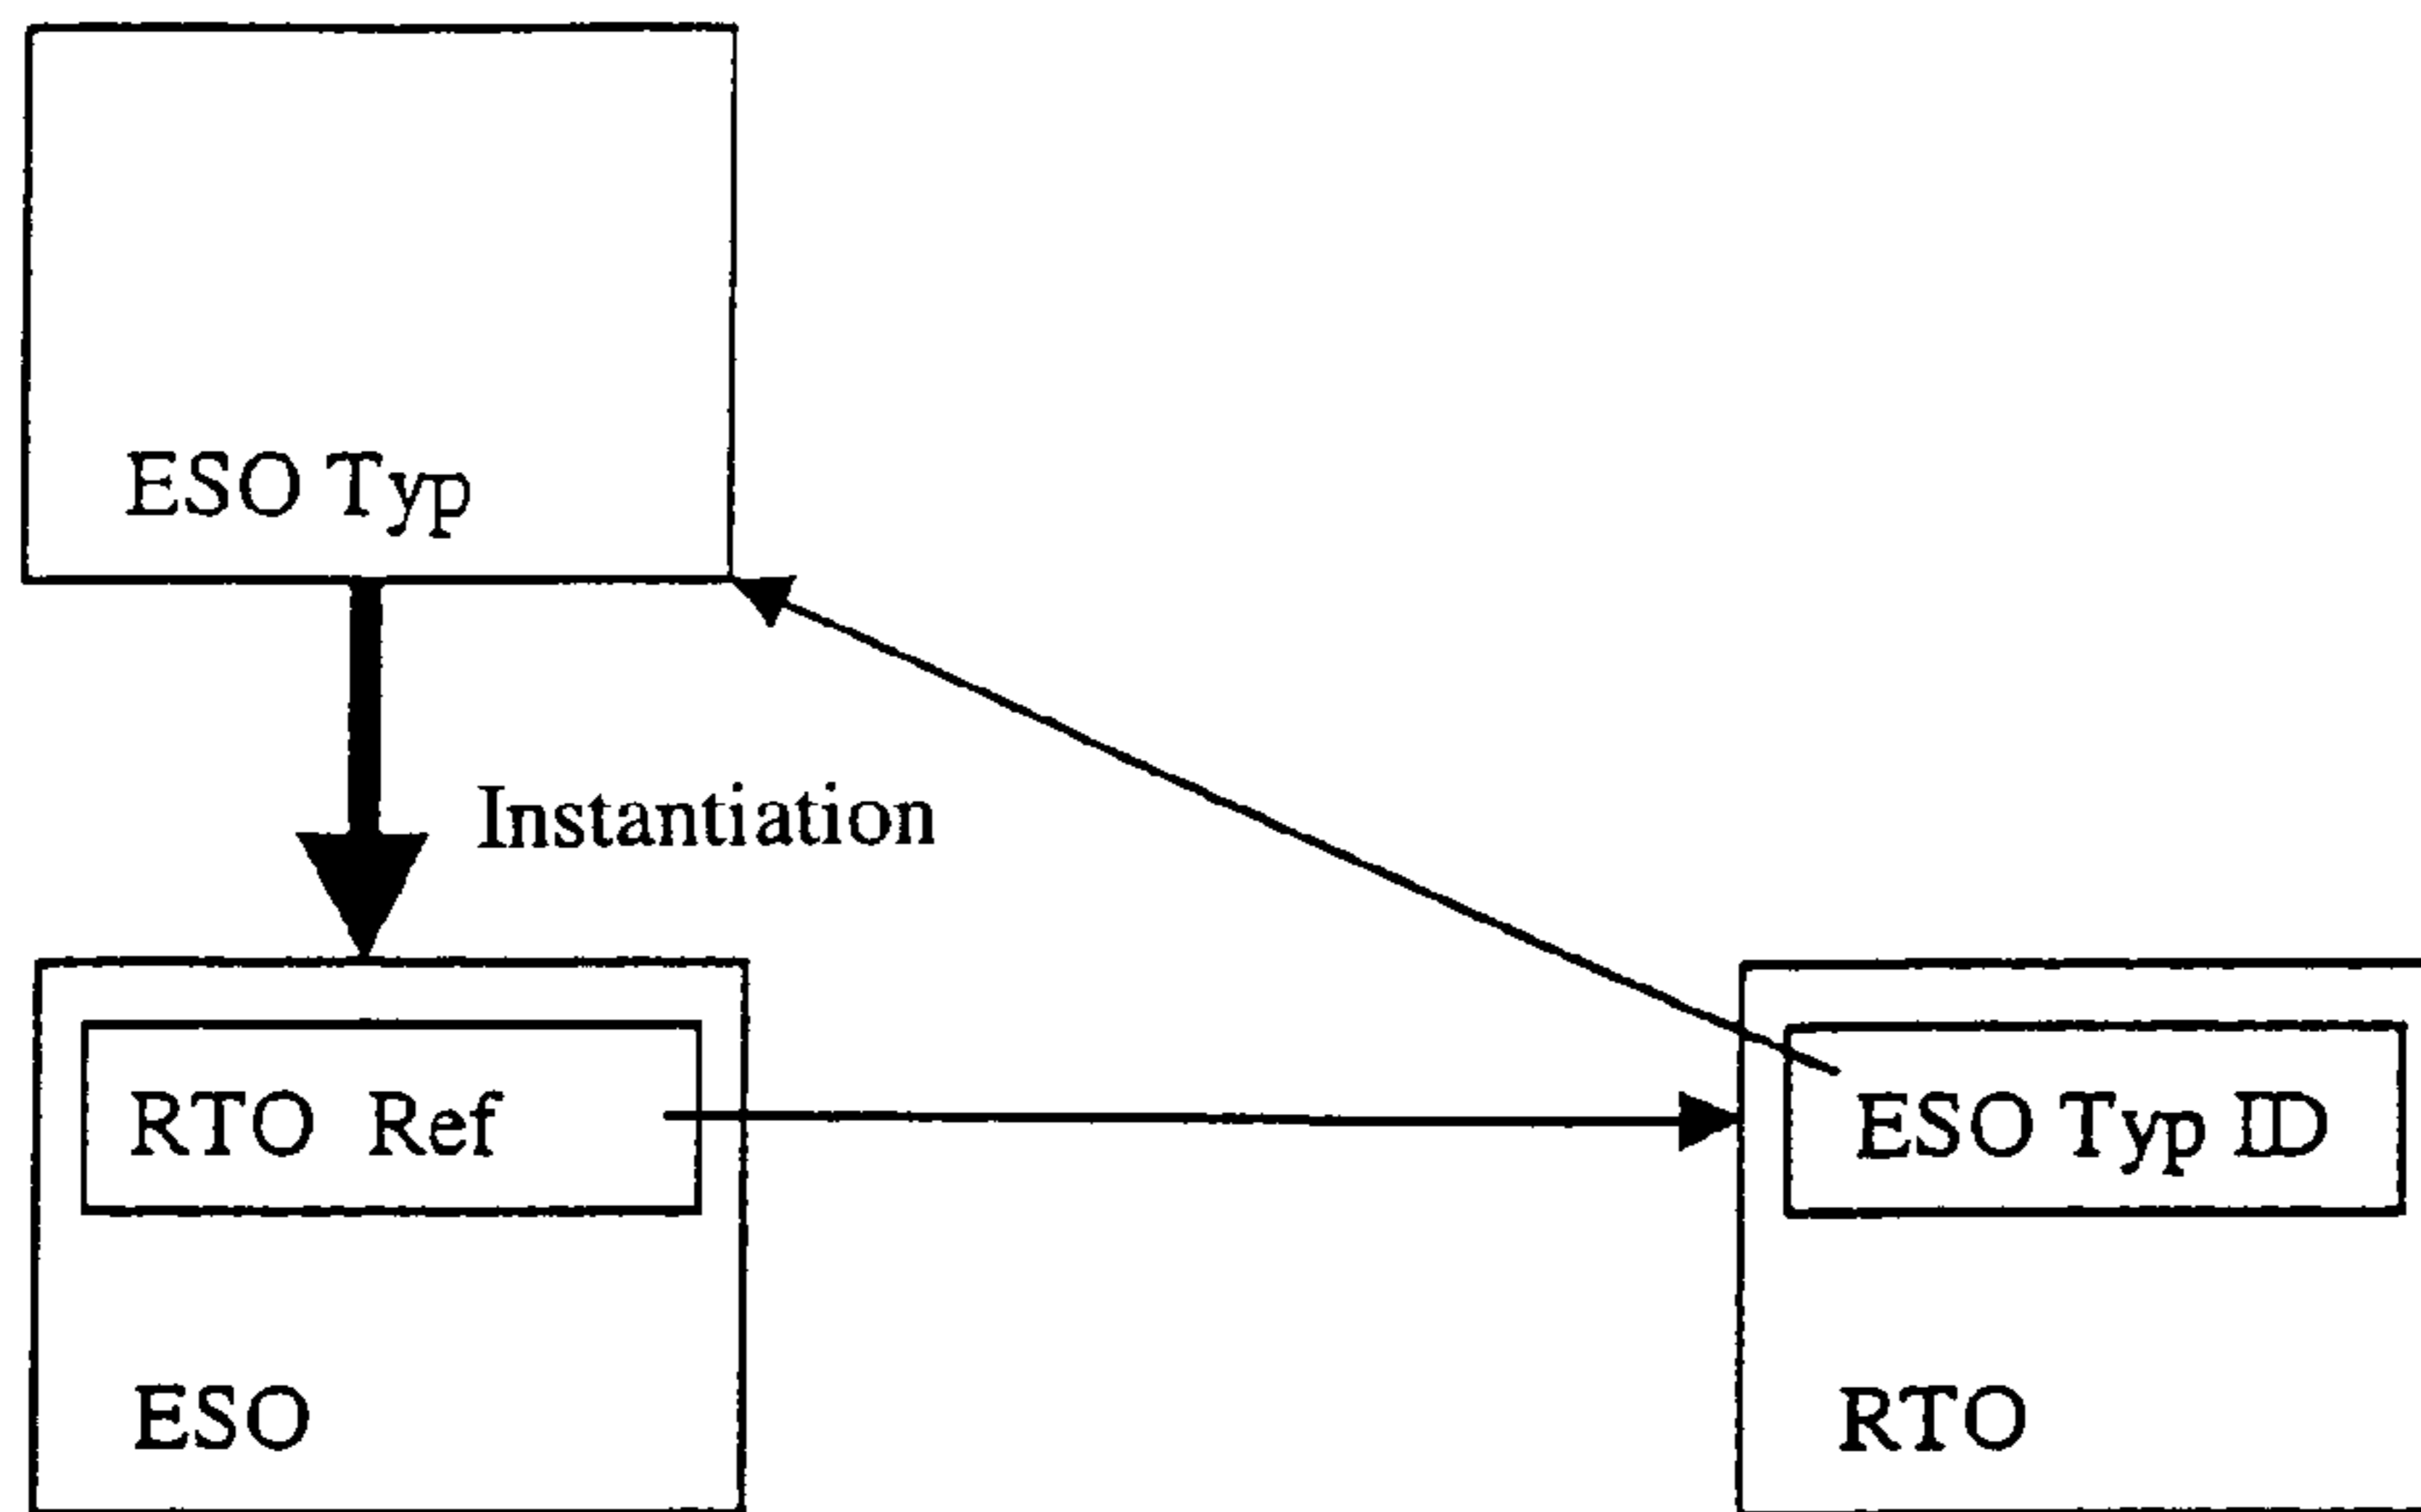 ESO Typ
Instantiation
RTO Ref
ESO Typ ID
ESO
RTO